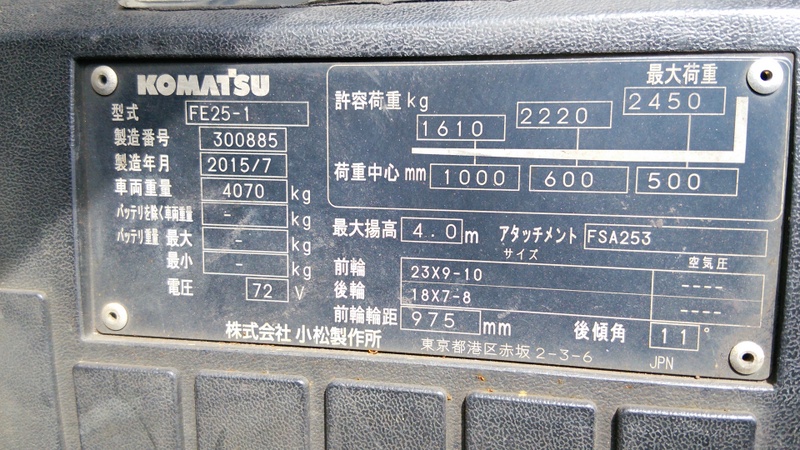 KOMATSU
型式 FE25-1
製造番号 300885
製造年月 2015/7
車両重量 4070 kg
バッテリを除く車両重量 - kg
バッテリ重量 最大 - kg
最小 - kg
電圧 72 V
株式会社 小松製作所
最大荷重
許容荷重 kg 1610 2220 2450
荷重中心 mm 1000 600 500
最大揚高 4.0 m アタッチメント FSA253
サイズ 空気圧
前輪 23X9-10 ----
後輪 18X7-8 ----
前輪輪距 975 mm 後傾角 11°
東京都港区赤坂 2-3-6 JPN